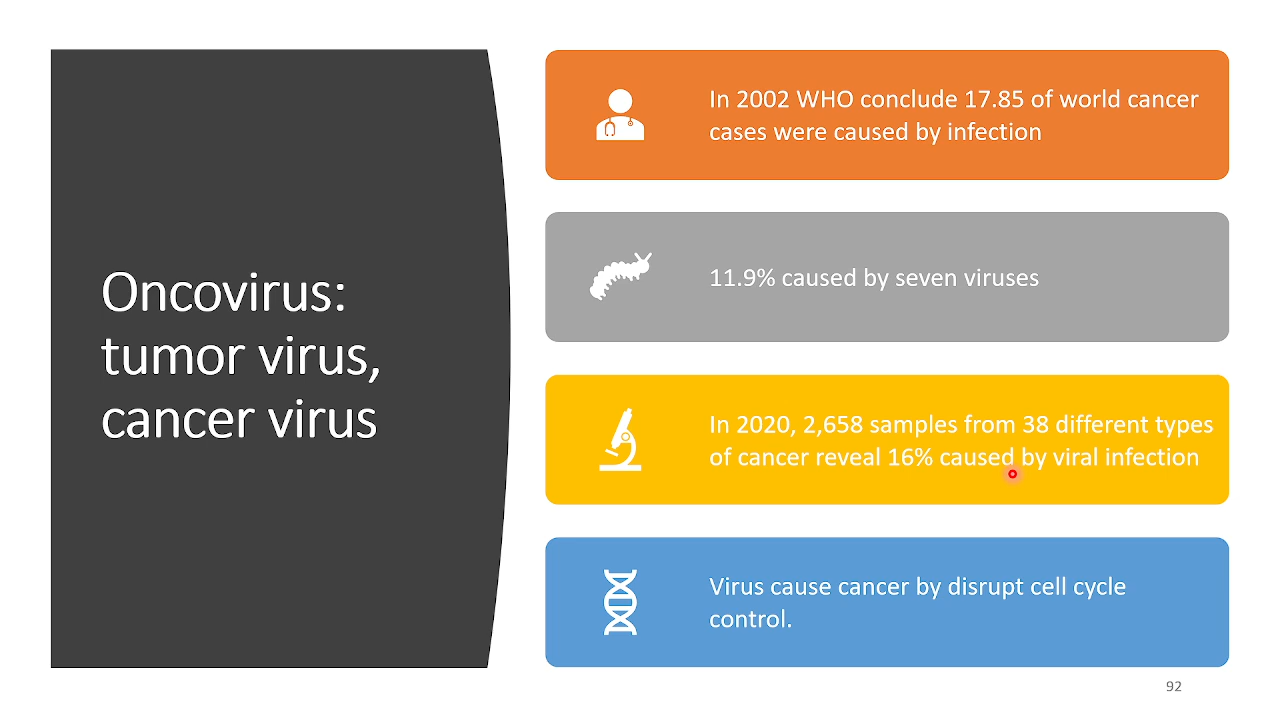 Oncovirus:
tumor virus,
cancer virus
In 2002 WHO conclude 17.85 of world cancer
cases were caused by infection
11.9% caused by seven viruses
In 2020, 2,658 samples from 38 different types
of cancer reveal 16% caused by viral infection
Virus cause cancer by disrupt cell cycle
control.
92